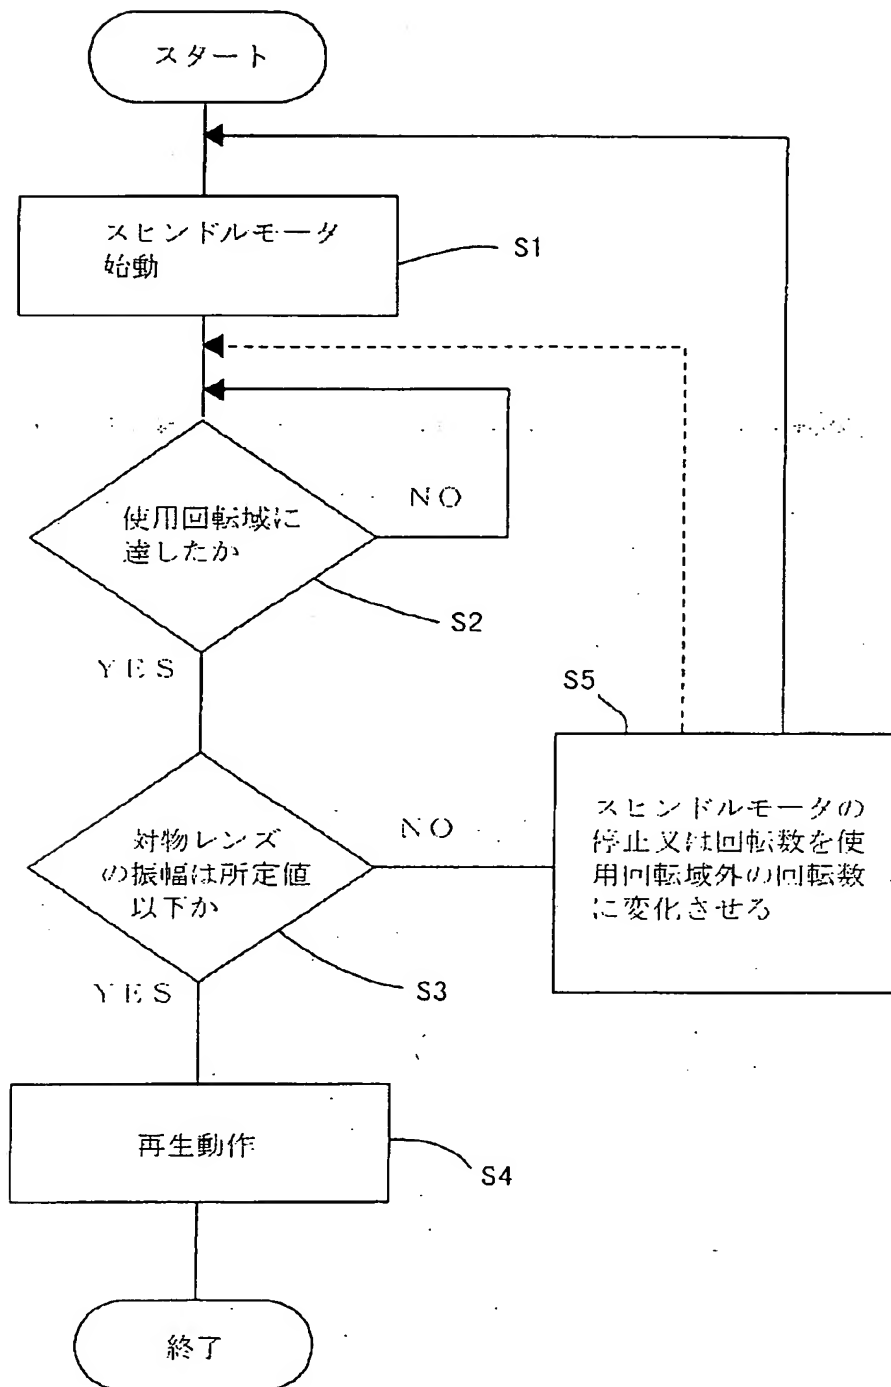 スタート
スピンドルモータ
始動
S1
NO
使用回転域に
達したか
S2
YES
S5
対物レンズ
の振幅は所定値
以下か
NO
スピンドルモータの
停止又は回転数を使
用回転域外の回転数
に変化させる
S3
YES
再生動作
S4
終了